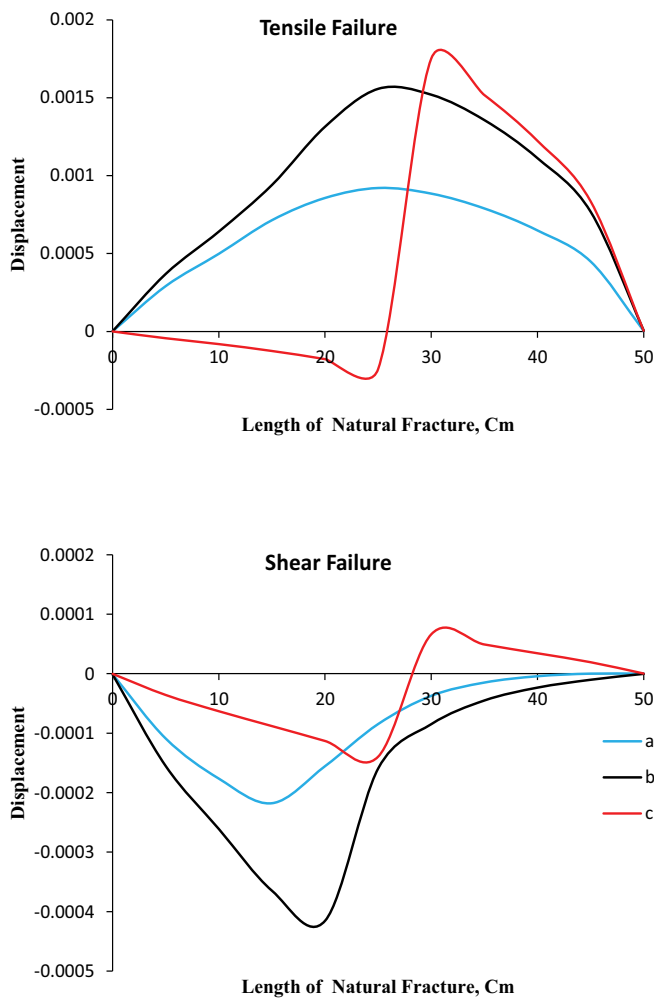 Tensile Failure
0.002
0.0015
0.001
0.0005
0
-0.0005
Displacement
0 10 20 30 40 50
Length of Natural Fracture, Cm
Shear Failure
0.0002
0.0001
0
-0.0001
-0.0002
-0.0003
-0.0004
-0.0005
Displacement
0 10 20 30 40 50
a
b
c
Length of Natural Fracture, Cm